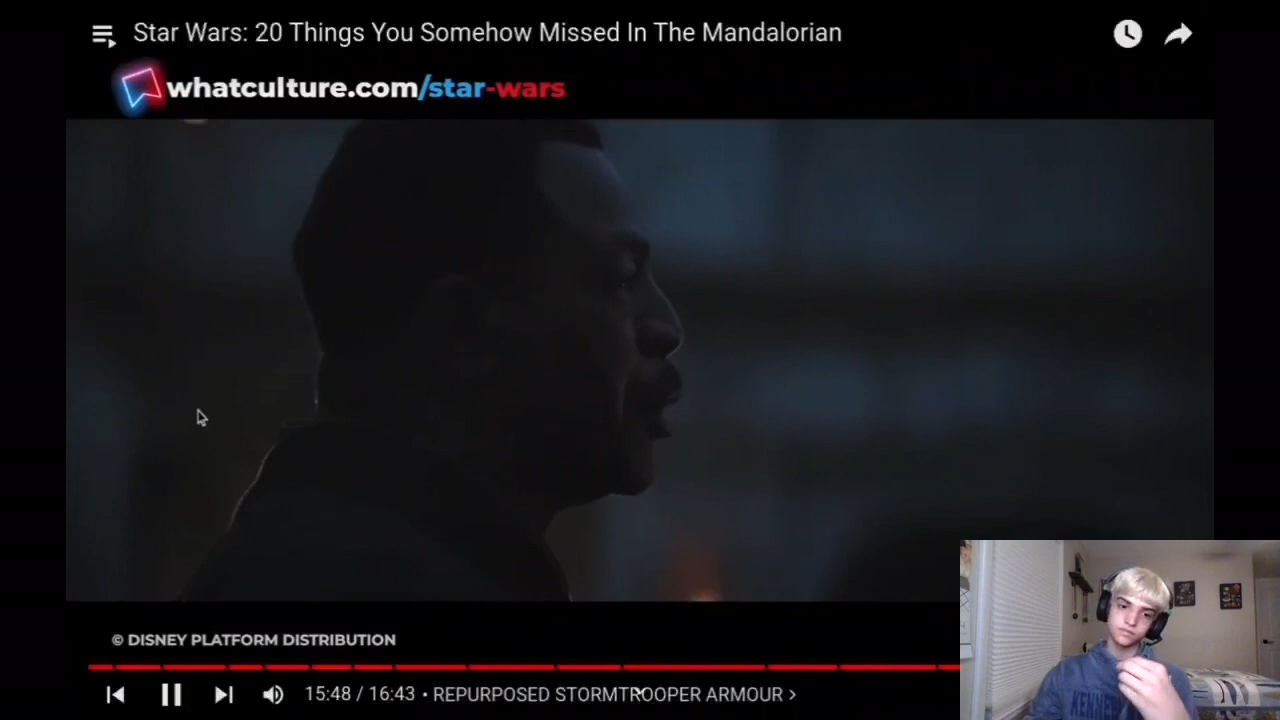 Star Wars: 20 Things You Somehow Missed In The Mandalorian
whatculture.com/star-wars
© DISNEY PLATFORM DISTRIBUTION
15:48 / 16:43 • REPURPOSED STORMTROOPER ARMOUR >